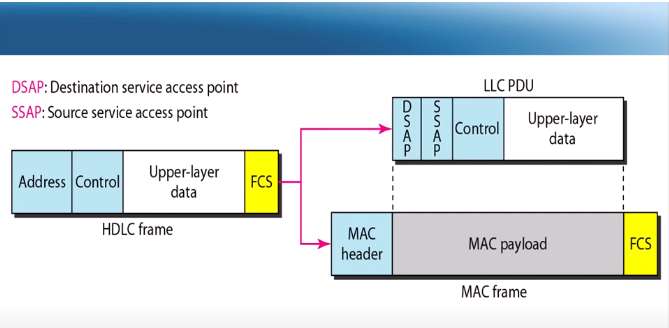 DSAP: Destination service access point
SSAP: Source service access point
LLC PDU
DSAP
SSAP
Control
Upper-layer
data
Address
Control
Upper-layer
data
FCS
HDLC frame
MAC
header
MAC payload
FCS
MAC frame